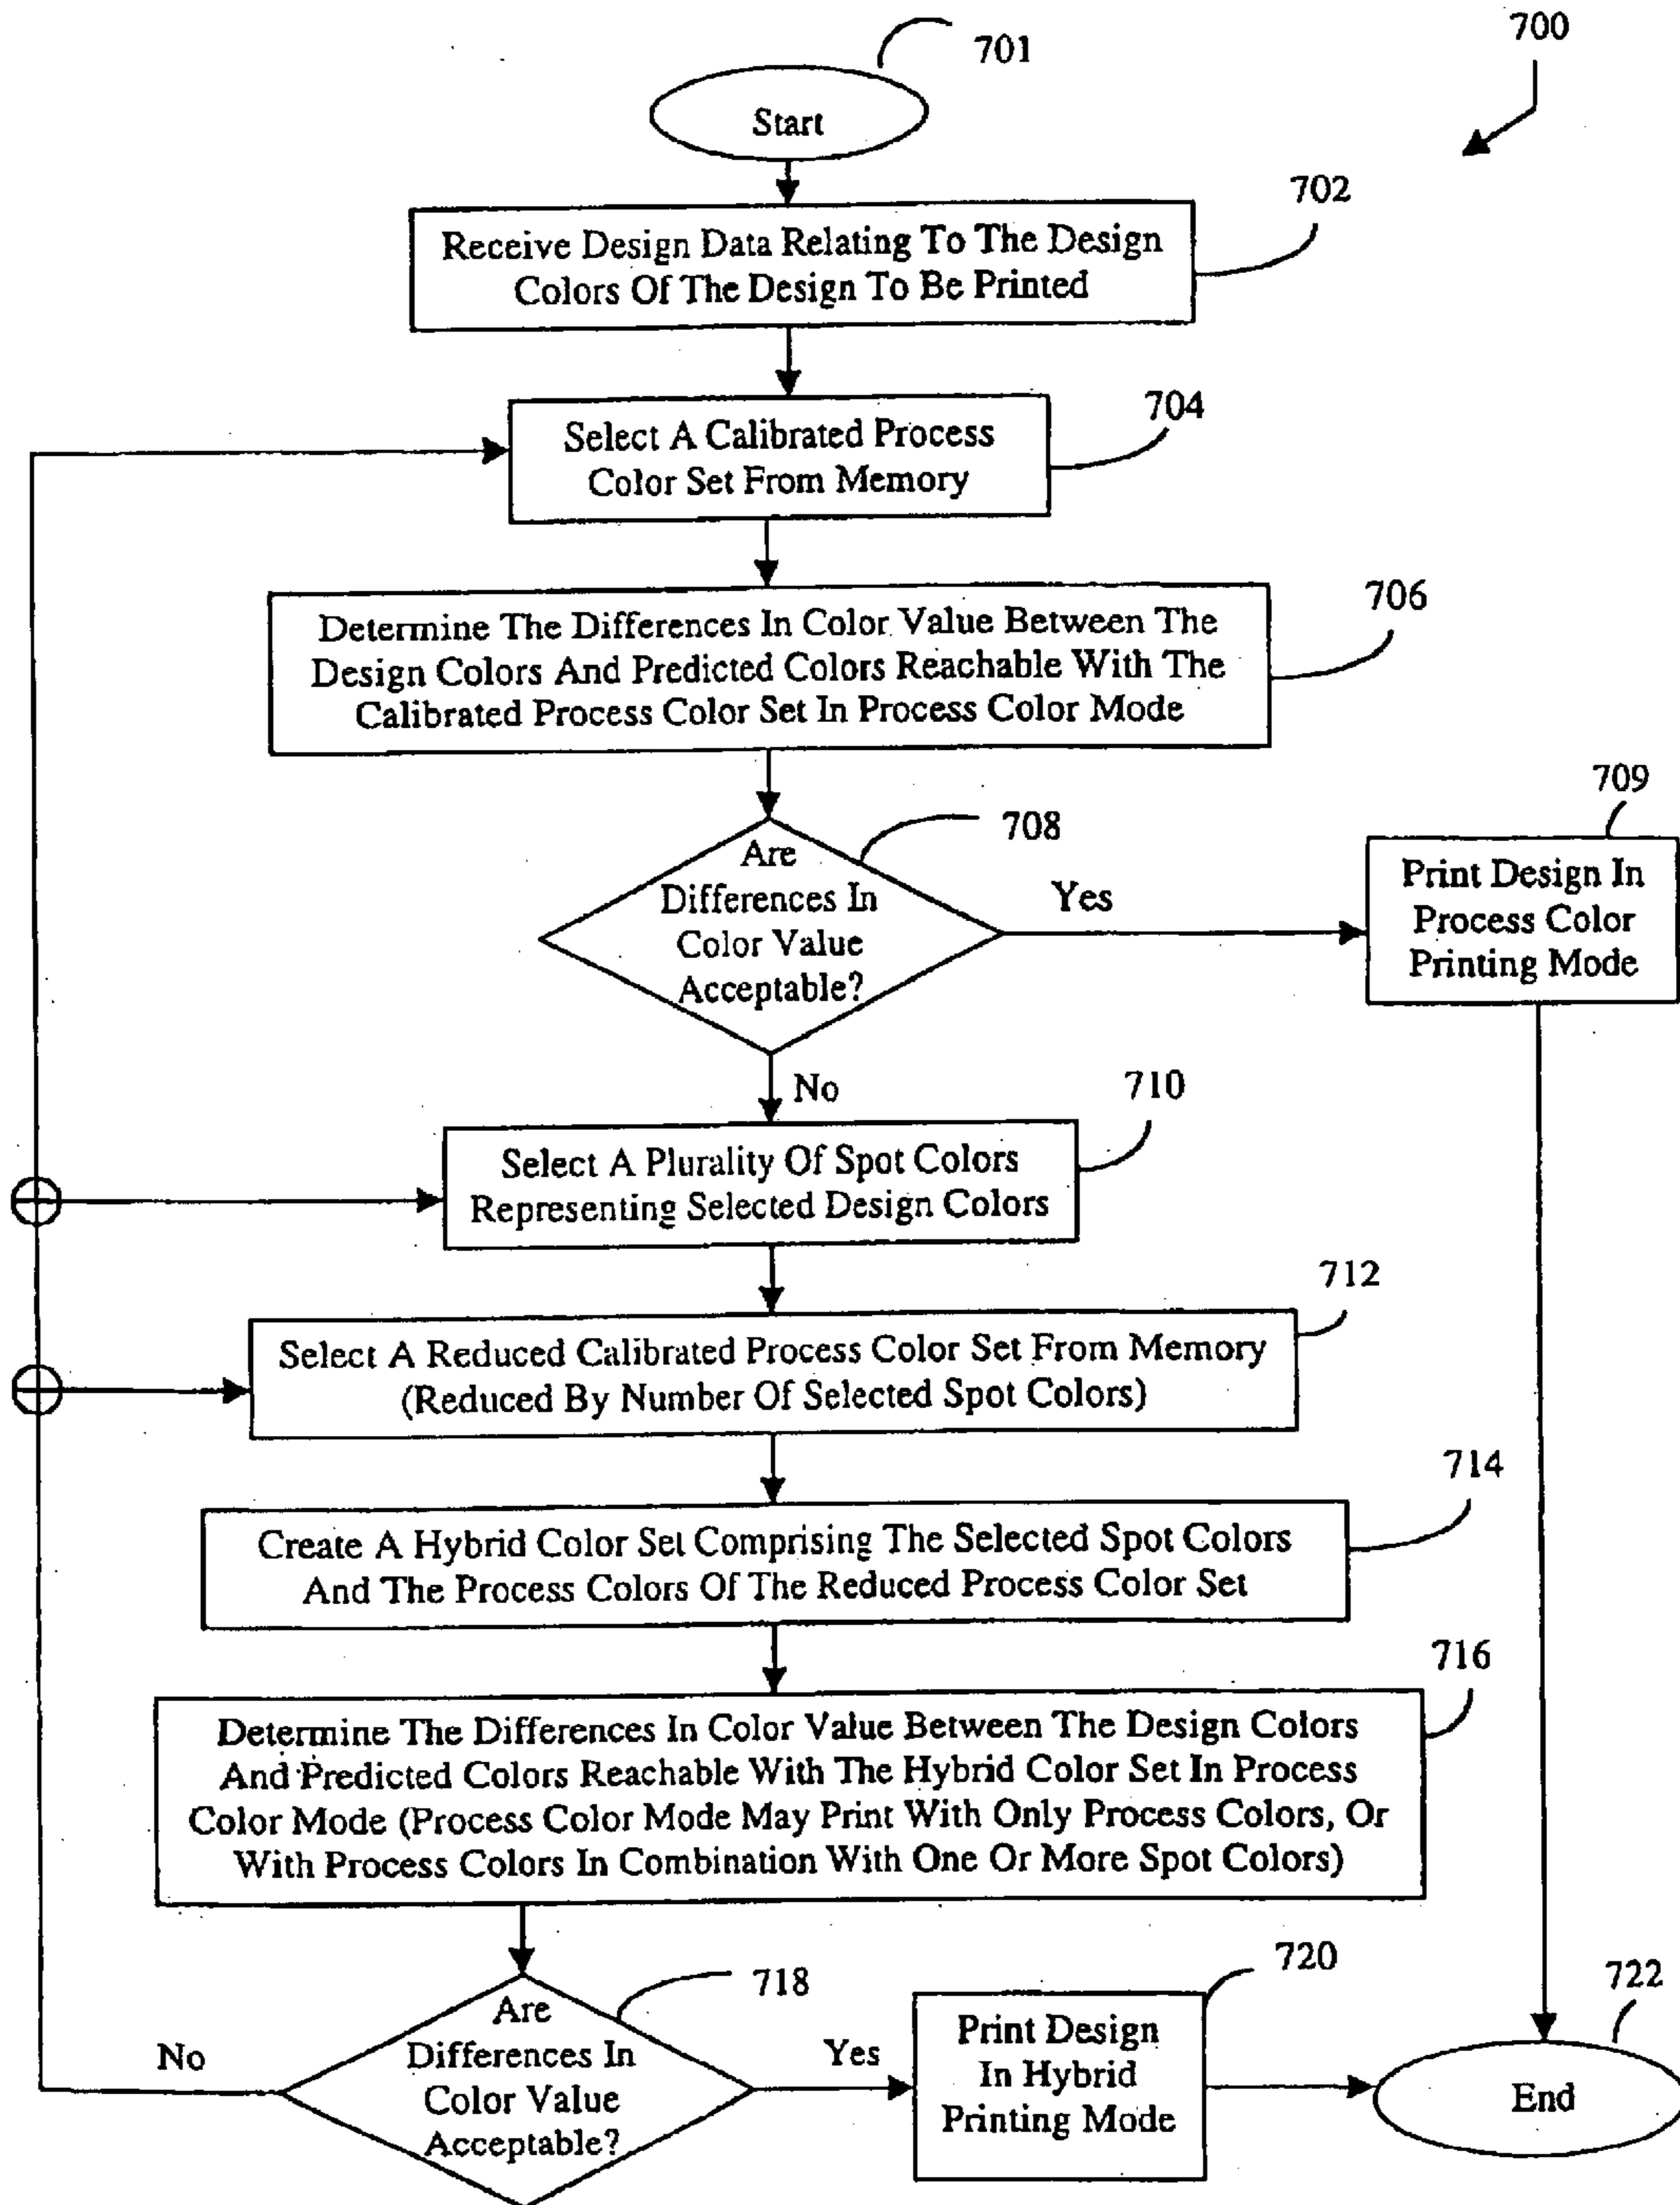 700
701
Start
702
Receive Design Data Relating To The Design
Colors Of The Design To Be Printed
704
Select A Calibrated Process
Color Set From Memory
706
Determine The Differences In Color Value Between The
Design Colors And Predicted Colors Reachable With The
Calibrated Process Color Set In Process Color Mode
708
Are
Differences In
Color Value
Acceptable?
Yes
709
Print Design In
Process Color
Printing Mode
No
710
Select A Plurality Of Spot Colors
Representing Selected Design Colors
712
Select A Reduced Calibrated Process Color Set From Memory
(Reduced By Number Of Selected Spot Colors)
714
Create A Hybrid Color Set Comprising The Selected Spot Colors
And The Process Colors Of The Reduced Process Color Set
716
Determine The Differences In Color Value Between The Design Colors
And Predicted Colors Reachable With The Hybrid Color Set In Process
Color Mode (Process Color Mode May Print With Only Process Colors, Or
With Process Colors In Combination With One Or More Spot Colors)
718
Are
Differences In
Color Value
Acceptable?
No
Yes
720
Print Design
In Hybrid
Printing Mode
722
End